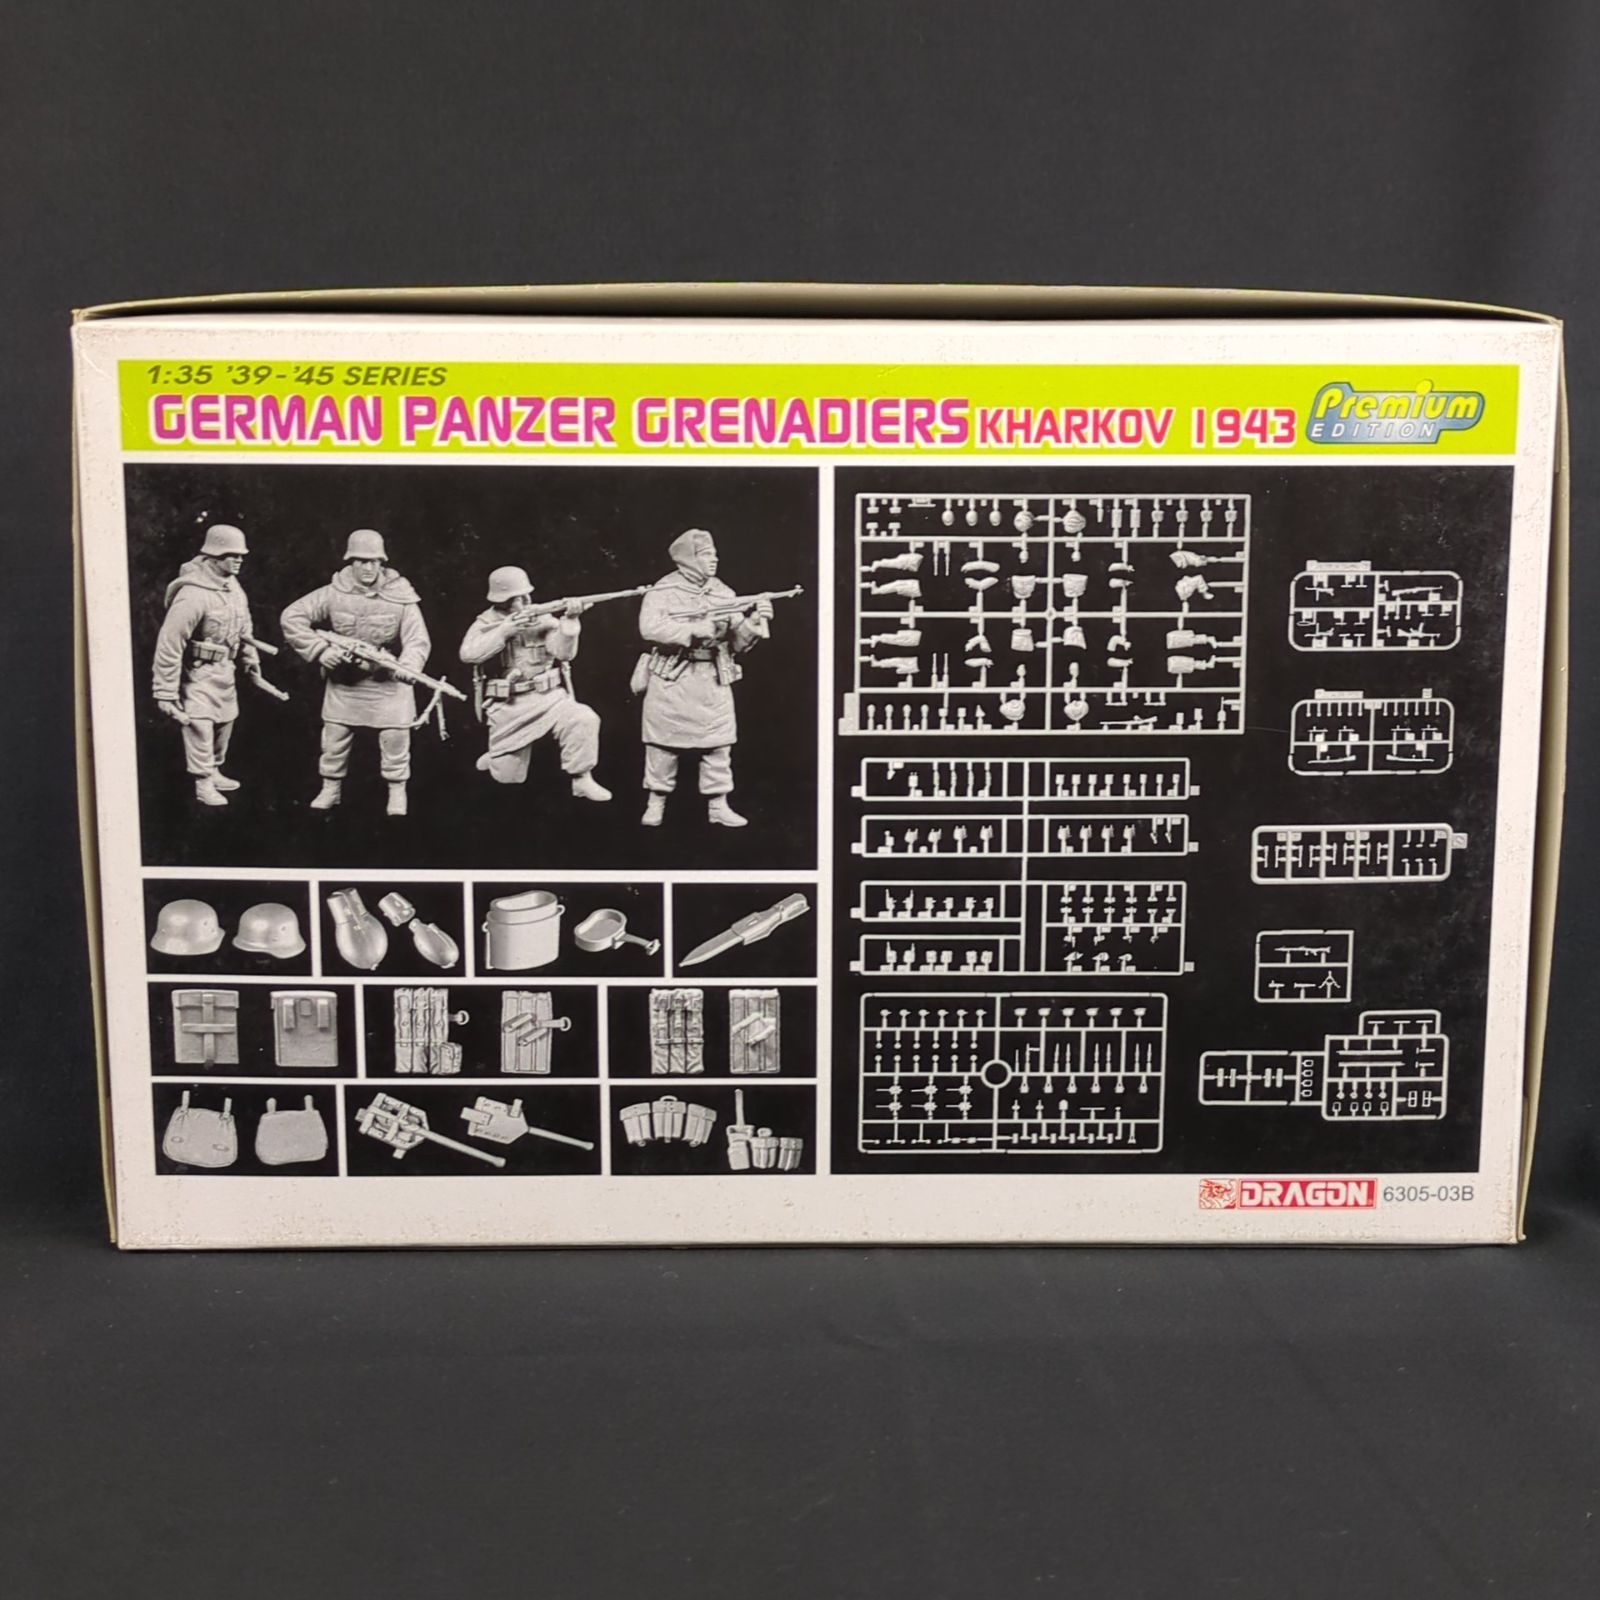 1:35 '39-'45 SERIES
GERMAN PANZER GRENADIERS KHARKOV 1943
Premium
EDITION
DRAGON 6305-03B